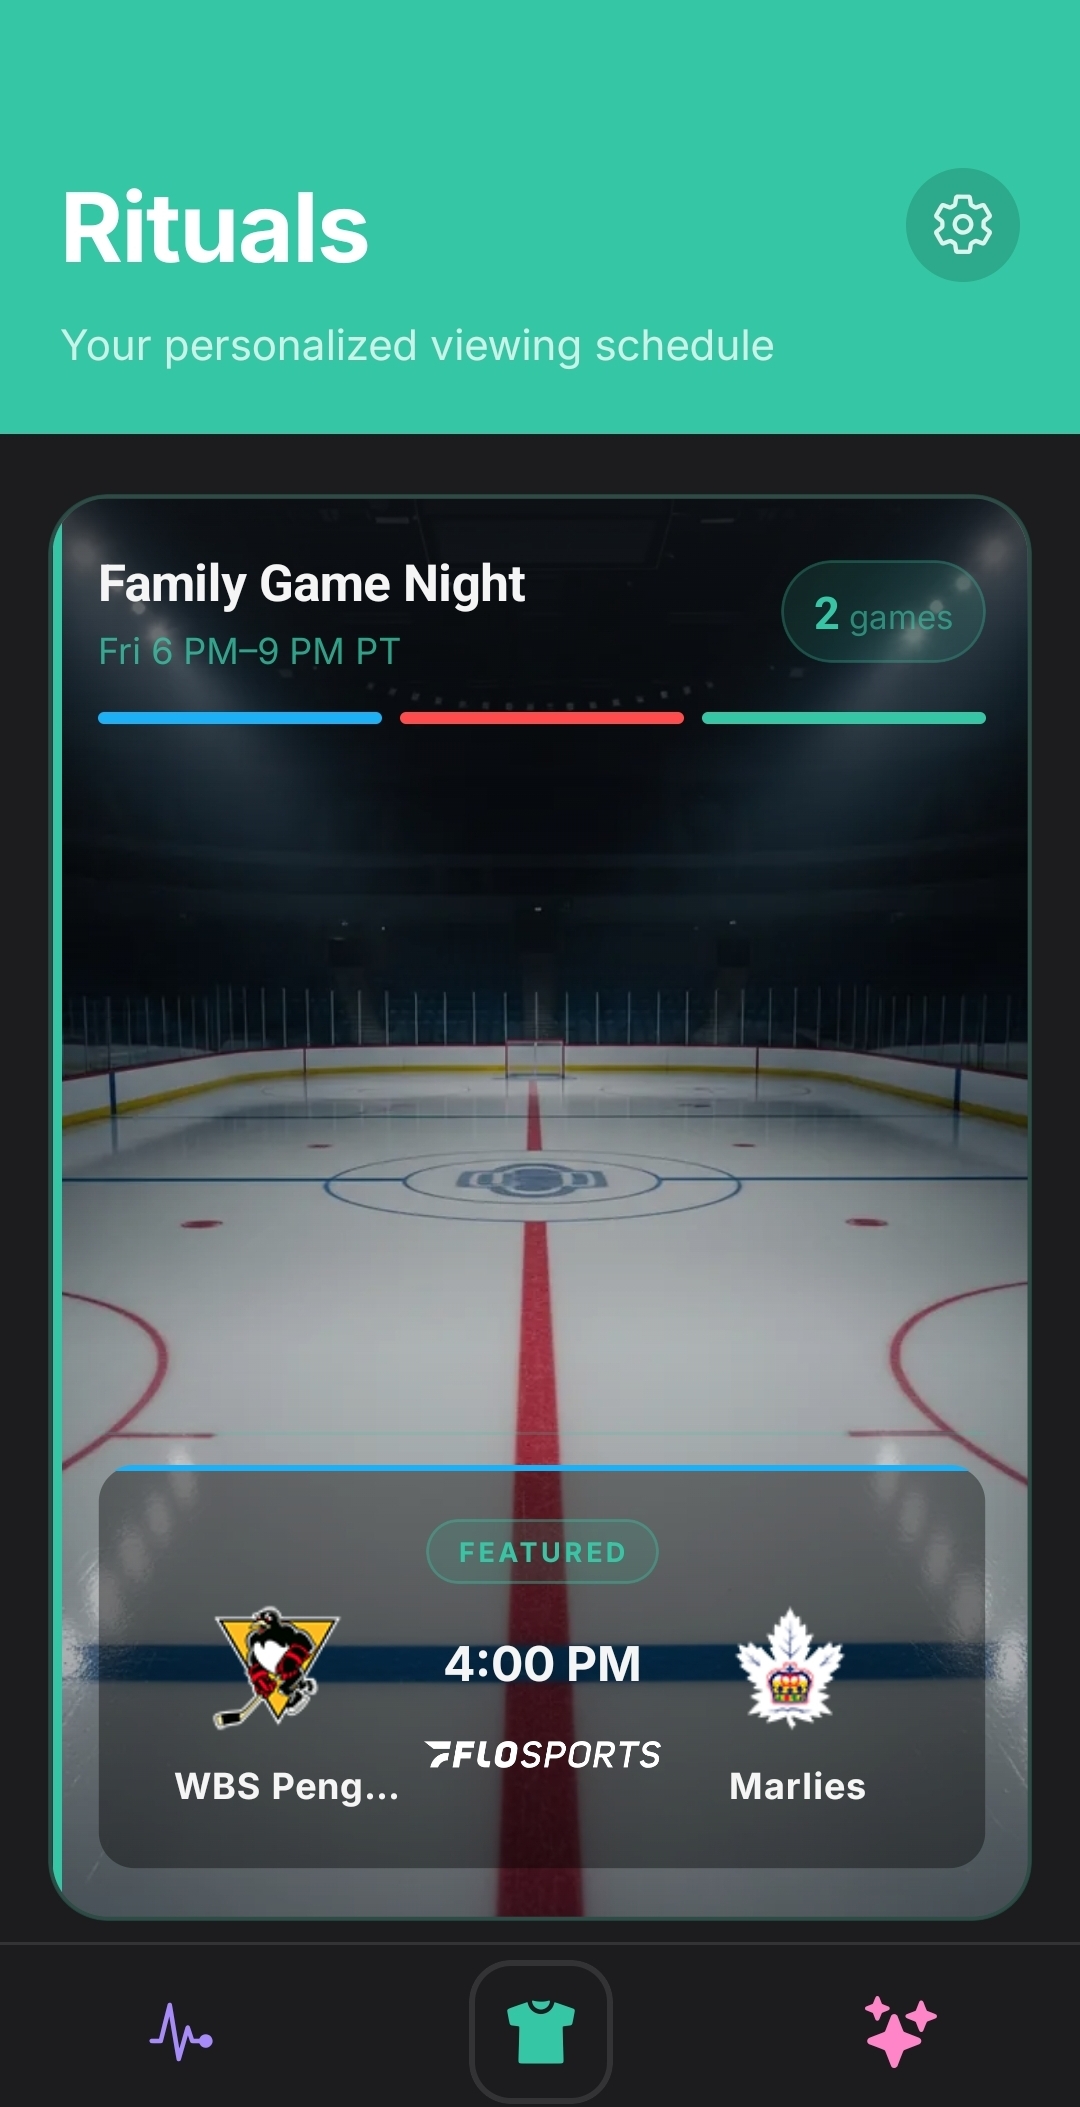 Rituals
Your personalized viewing schedule
Family Game Night
Fri 6 PM–9 PM PT
2 games
FEATURED
4:00 PM
FLOSPORTS
WBS Peng...
Marlies